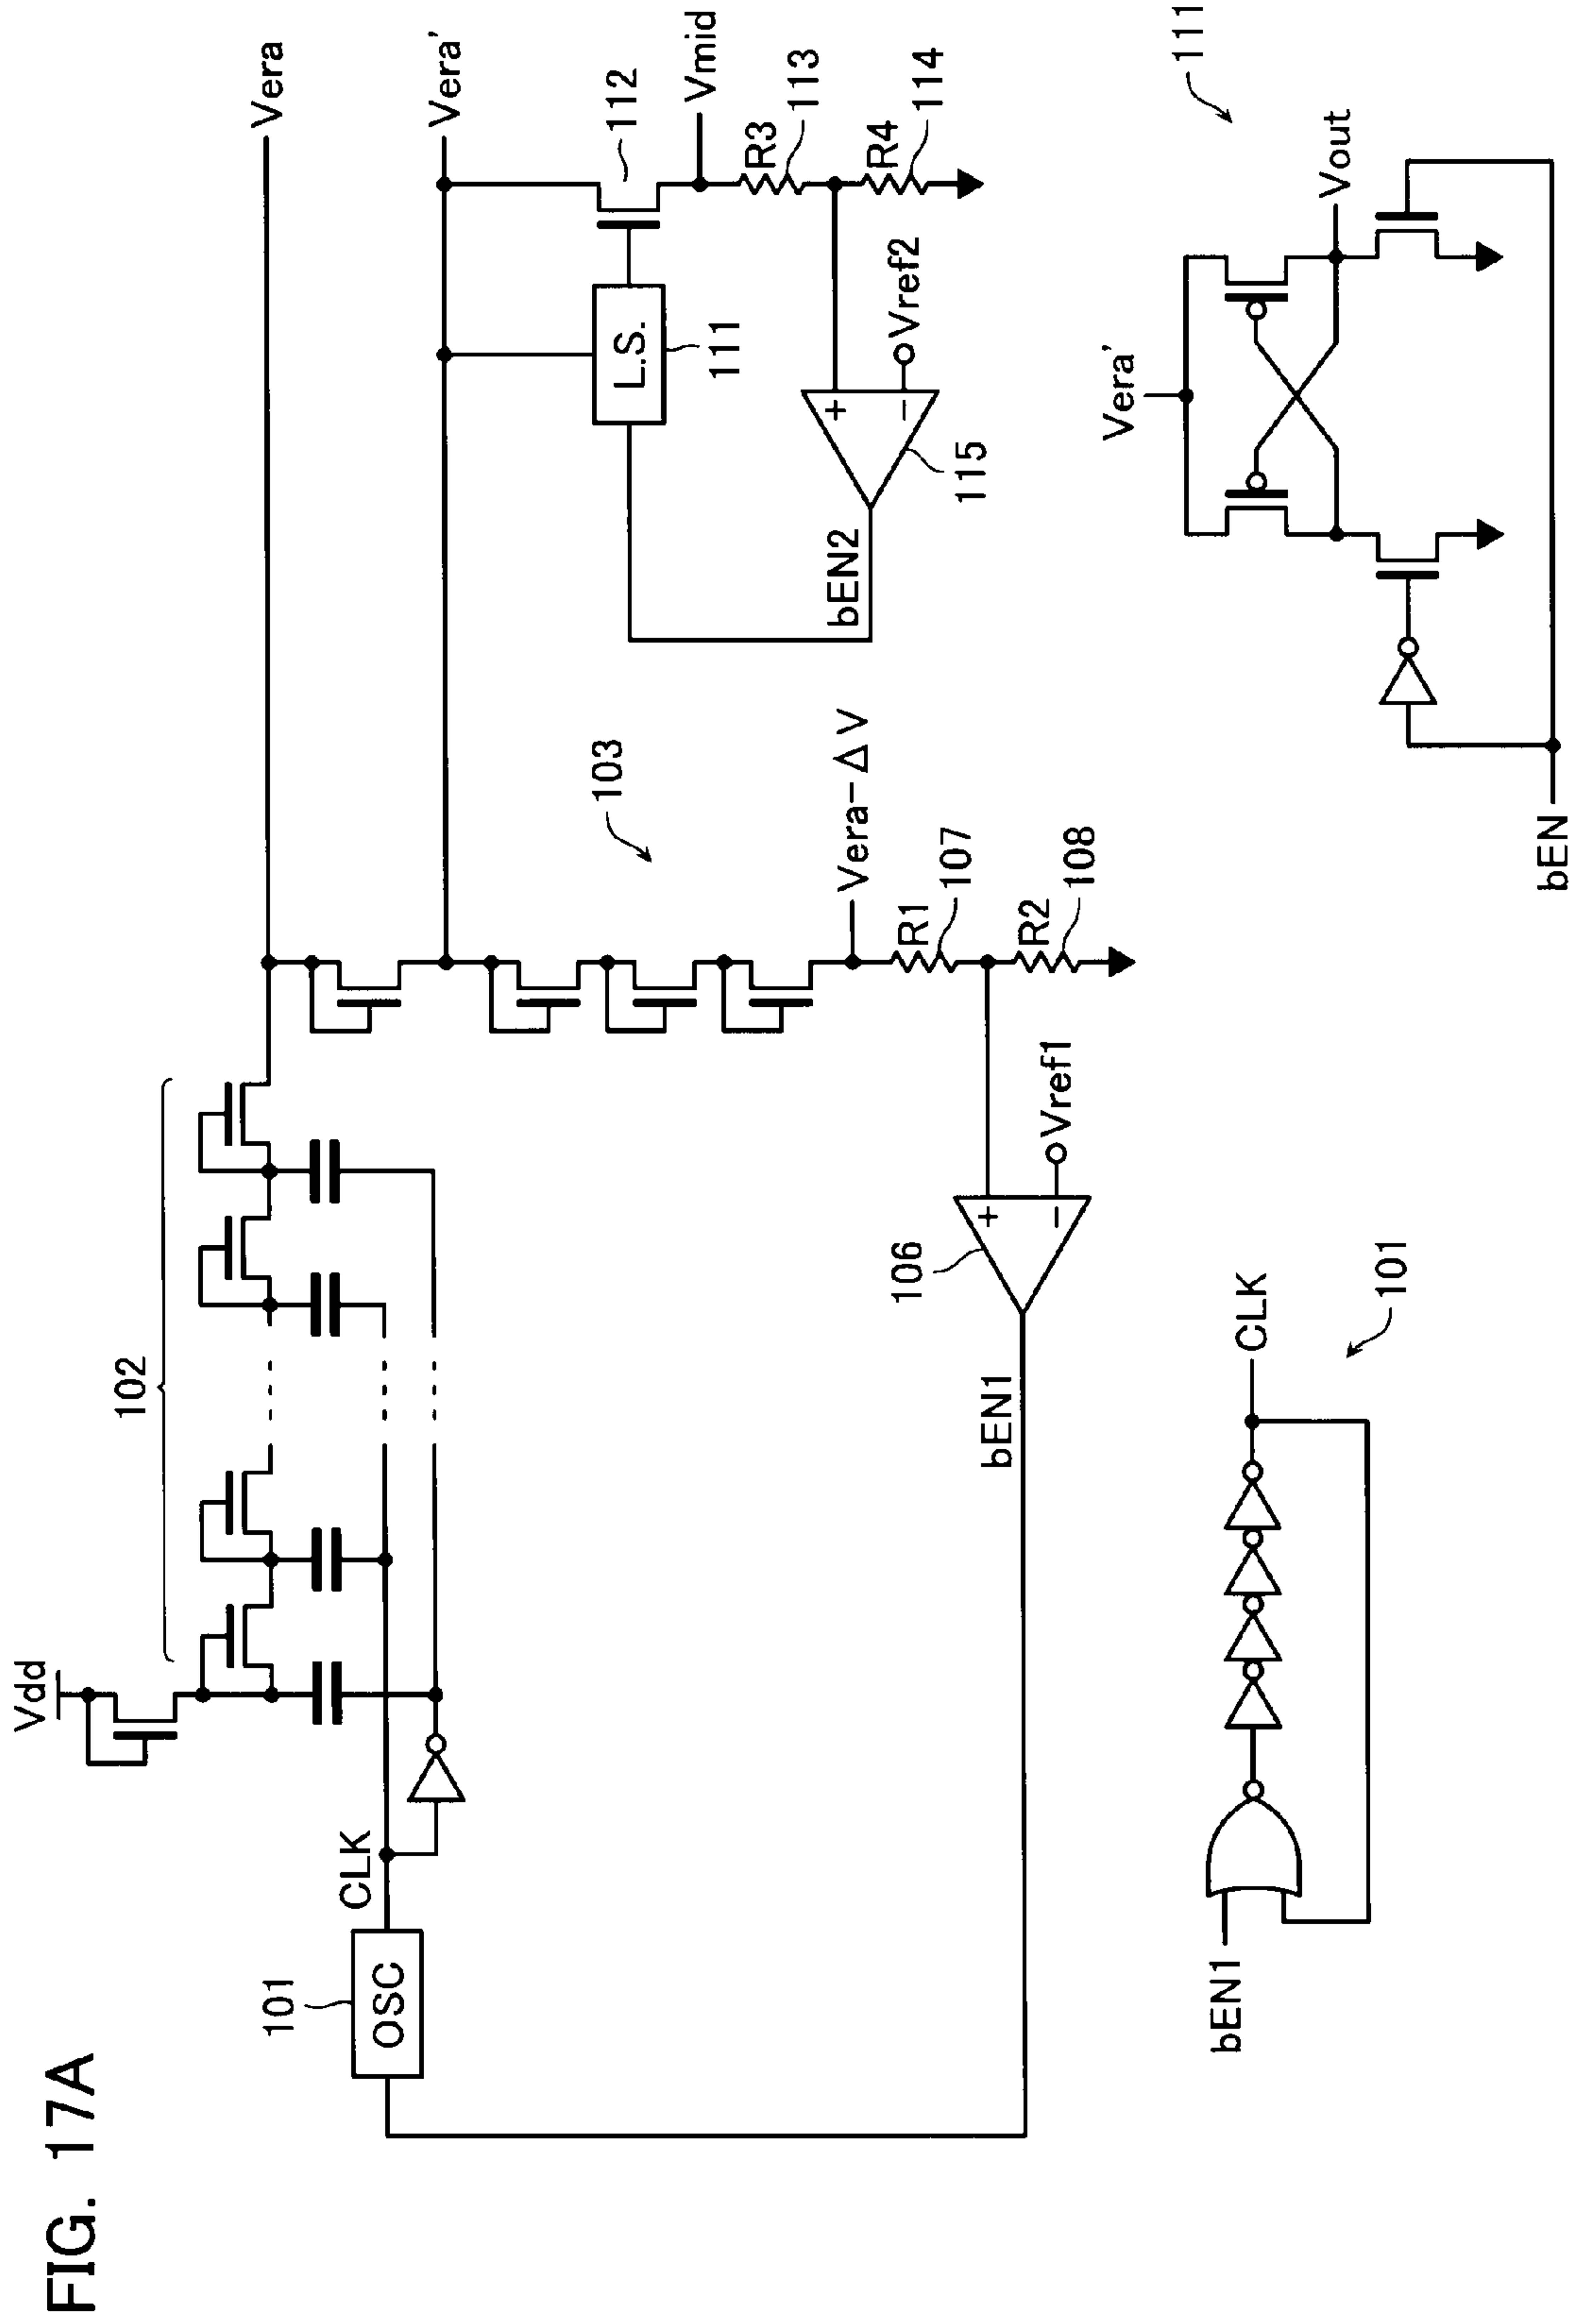 FIG. 17A
Vdd
102
Vera
Vera'
101
OSC
CLK
103
L.S.
111
112
Vmid
R3
113
R4
114
Vref2
+
−
115
bEN2
Vera−ΔV
R1
107
R2
108
Vref1
+
−
106
bEN1
bEN1
CLK
101
Vera'
111
Vout
bEN